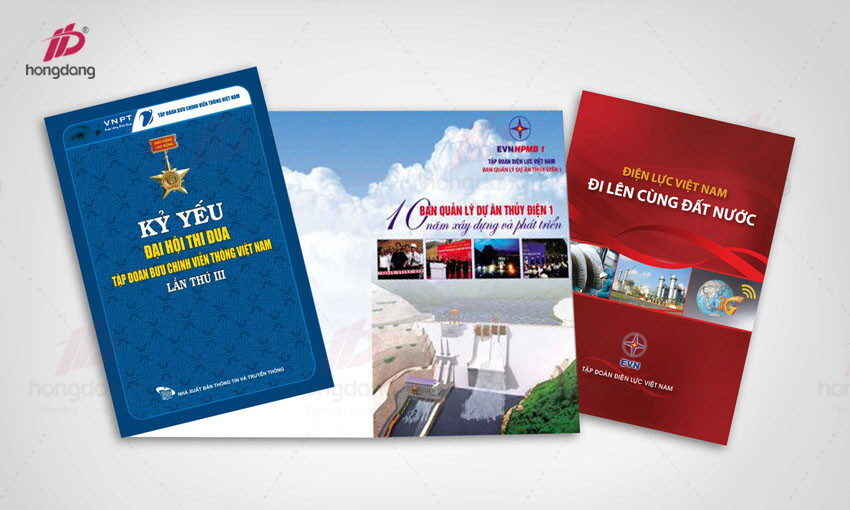 hongdang
VNPT
TẬP ĐOÀN BƯU CHÍNH VIỄN THÔNG VIỆT NAM
KỶ YẾU
ĐẠI HỘI THI ĐUA
TẬP ĐOÀN BƯU CHÍNH VIỄN THÔNG VIỆT NAM
LẦN THỨ III
NHÀ XUẤT BẢN THÔNG TIN VÀ TRUYỀN THÔNG
EVNHPMB 1
TẬP ĐOÀN ĐIỆN LỰC VIỆT NAM
BAN QUẢN LÝ DỰ ÁN THỦY ĐIỆN 1
BAN QUẢN LÝ DỰ ÁN THỦY ĐIỆN 1
10 năm xây dựng và phát triển
ĐIỆN LỰC VIỆT NAM
ĐI LÊN CÙNG ĐẤT NƯỚC
3G
EVN
TẬP ĐOÀN ĐIỆN LỰC VIỆT NAM
hongdang
hongdang